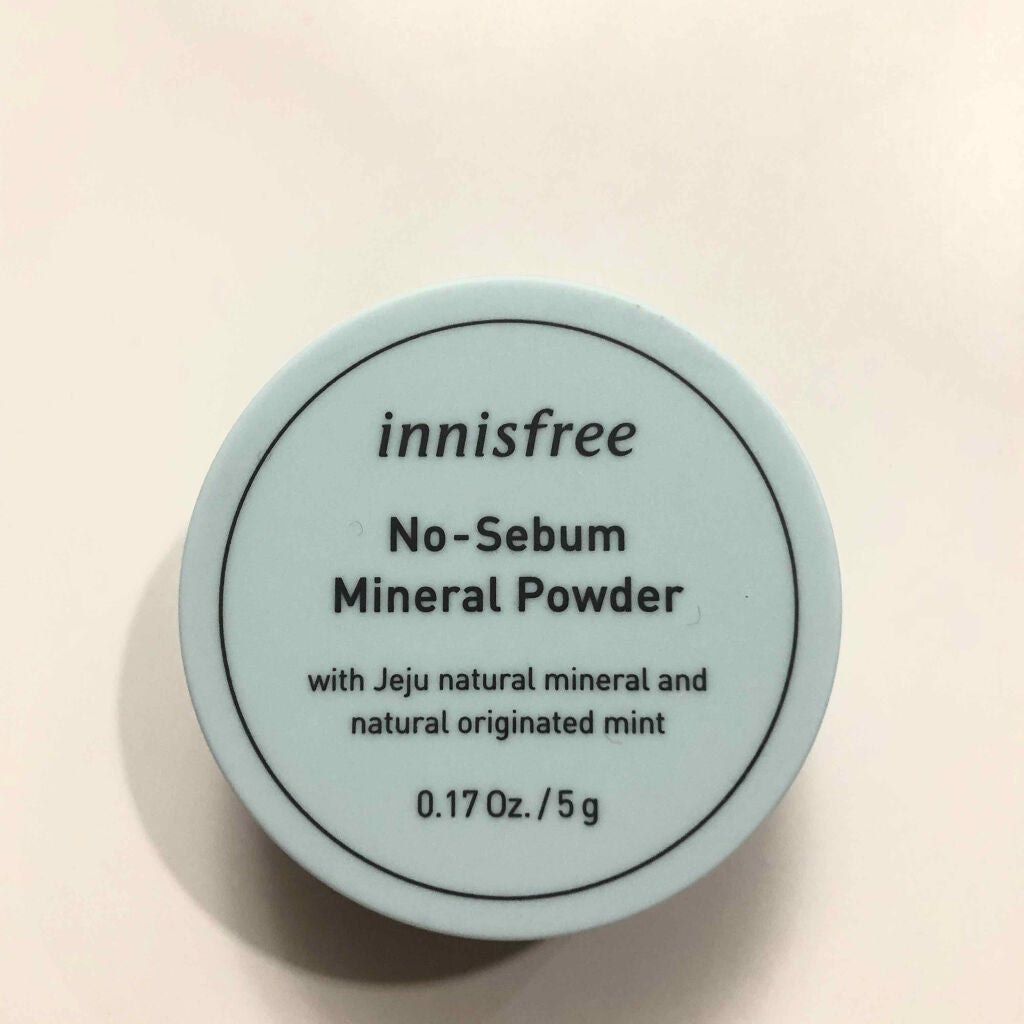 innisfree
No-Sebum
Mineral Powder
with Jeju natural mineral and
natural originated mint
0.17 Oz. / 5 g